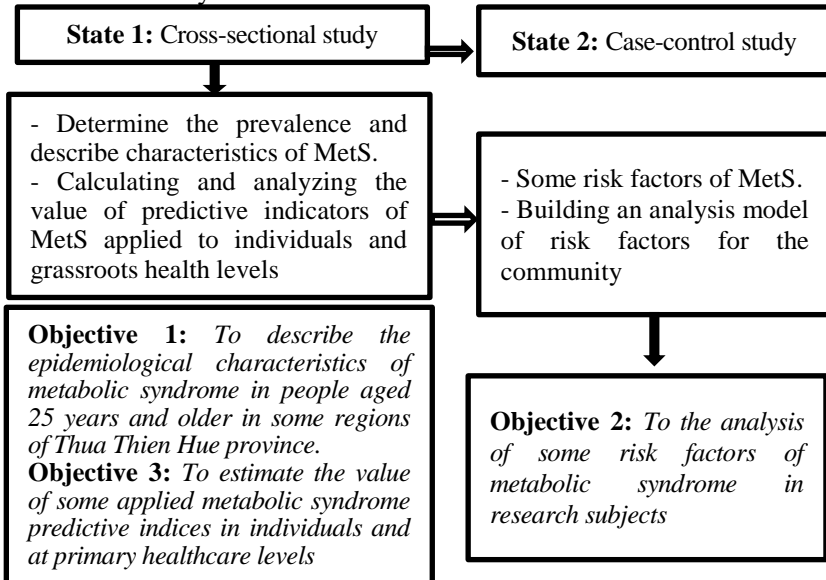 State 1: Cross-sectional study
State 2: Case-control study
- Determine the prevalence and
describe characteristics of MetS.
- Calculating and analyzing the
value of predictive indicators of
MetS applied to individuals and
grassroots health levels
- Some risk factors of MetS.
- Building an analysis model
of risk factors for the
community
Objective 1: To describe the
epidemiological characteristics of
metabolic syndrome in people aged
25 years and older in some regions
of Thua Thien Hue province.
Objective 3: To estimate the value
of some applied metabolic syndrome
predictive indices in individuals and
at primary healthcare levels
Objective 2: To the analysis
of some risk factors of
metabolic syndrome in
research subjects